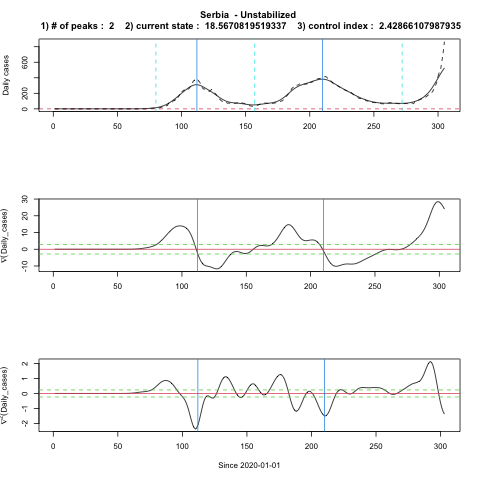 Serbia - Unstabilized
1) # of peaks : 2 2) current state : 18.5670819519337 3) control index : 2.42866107987935
Daily cases
0 200 600
0 50 100 150 200 250 300
∇(Daily_cases)
-10 0 10 20 30
0 50 100 150 200 250 300
∇²(Daily_cases)
-2 -1 0 1 2
0 50 100 150 200 250 300
Since 2020-01-01